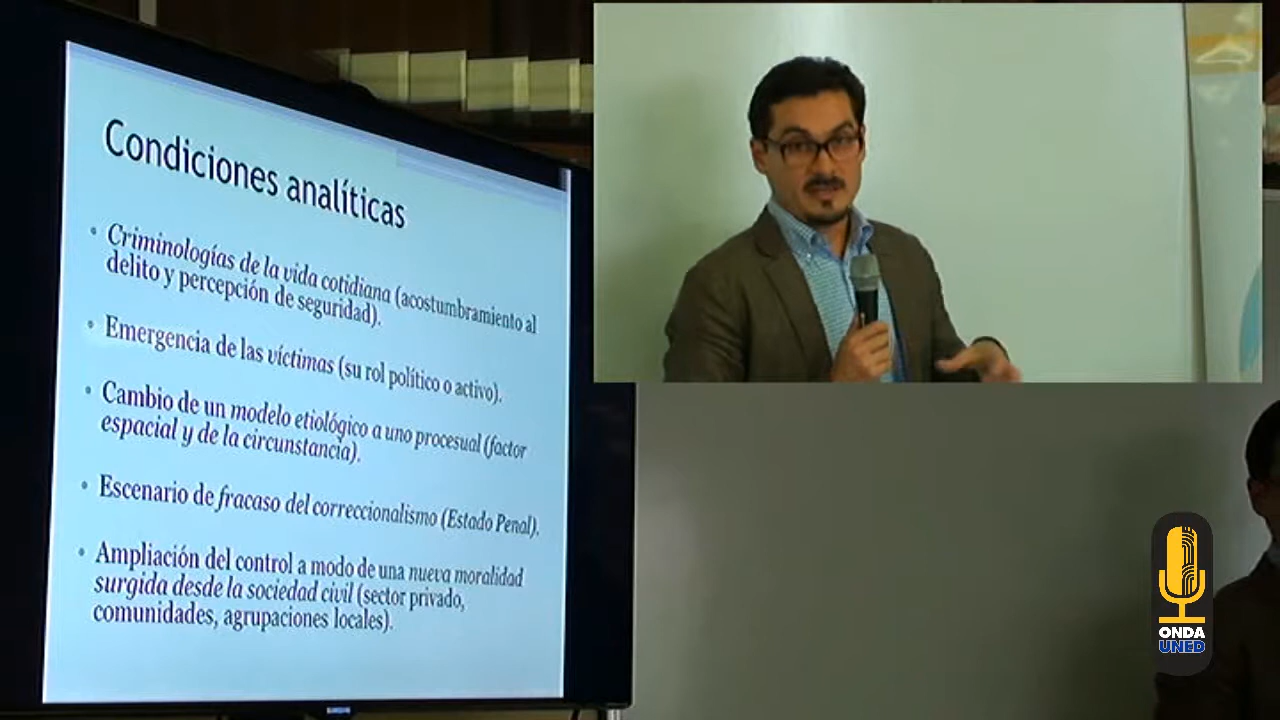 Condiciones analíticas
• Criminologías de la vida cotidiana (acostumbramiento al
delito y percepción de seguridad).
• Emergencia de las víctimas (su rol político o activo).
• Cambio de un modelo etiológico a uno procesual (factor
espacial y de la circunstancia).
• Escenario de fracaso del correccionalismo (Estado Penal).
• Ampliación del control a modo de una nueva moralidad
surgida desde la sociedad civil (sector privado,
comunidades, agrupaciones locales).
ONDA
UNED